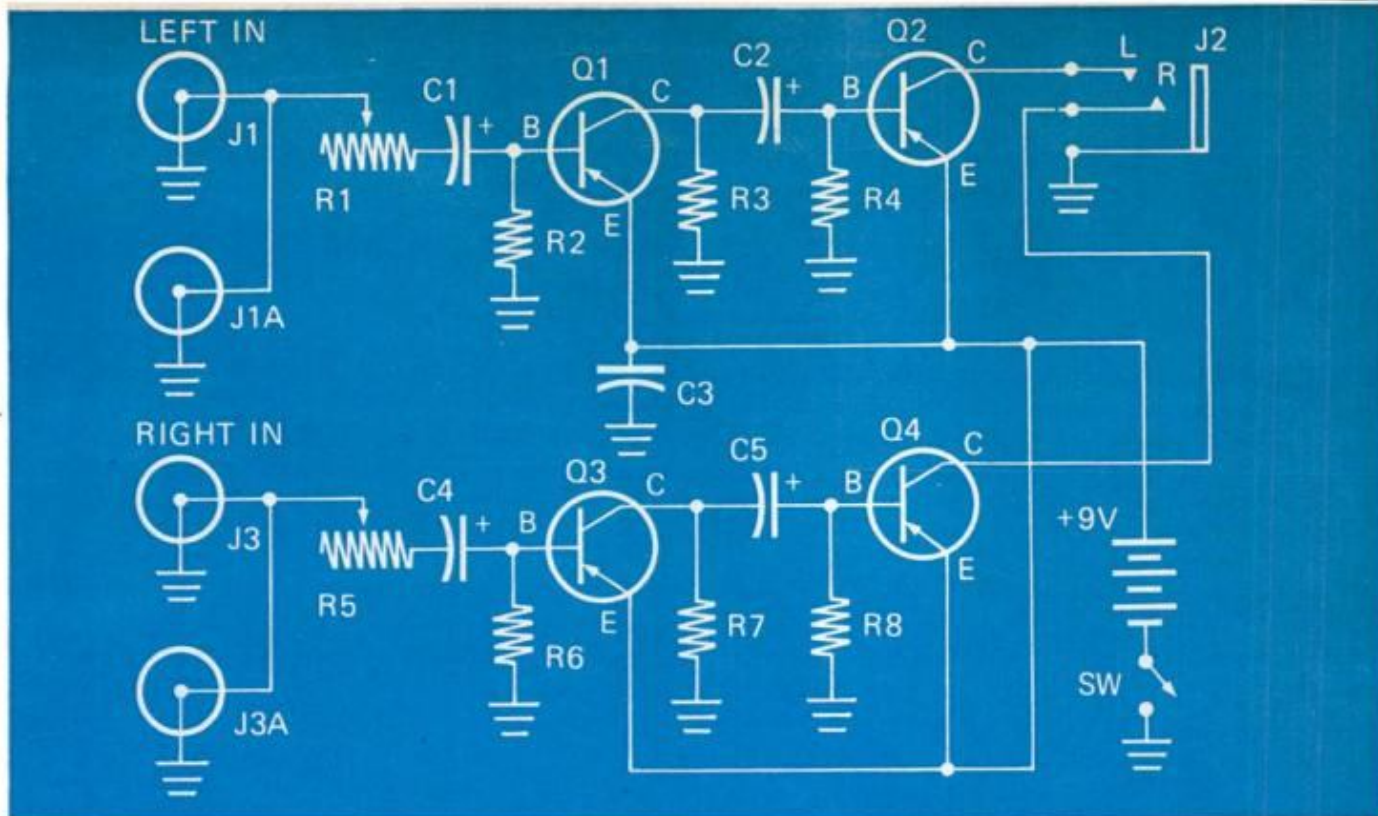 LEFT IN
J1
R1
C1
+
B
Q1
C
E
R2
R3
C2
+
R4
B
Q2
C
E
L
R
J2
J1A
C3
RIGHT IN
J3
R5
C4
+
B
Q3
C
E
R6
R7
C5
+
R8
B
Q4
C
E
+9V
SW
J3A